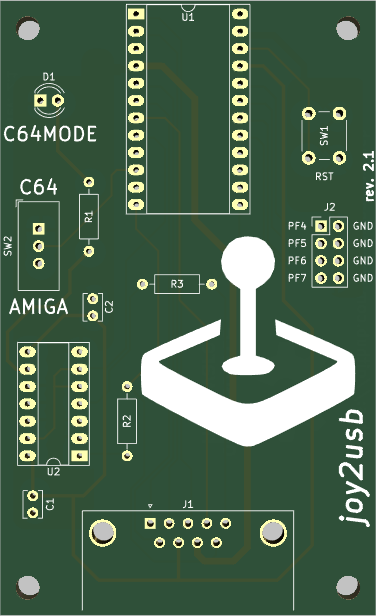 U1
D1
C64MODE
SW1
RST
rev. 2.1
C64
SW2
R1
J2
PF4 GND
PF5 GND
PF6 GND
PF7 GND
R3
AMIGA
C2
R2
U2
joy2usb
C1
J1